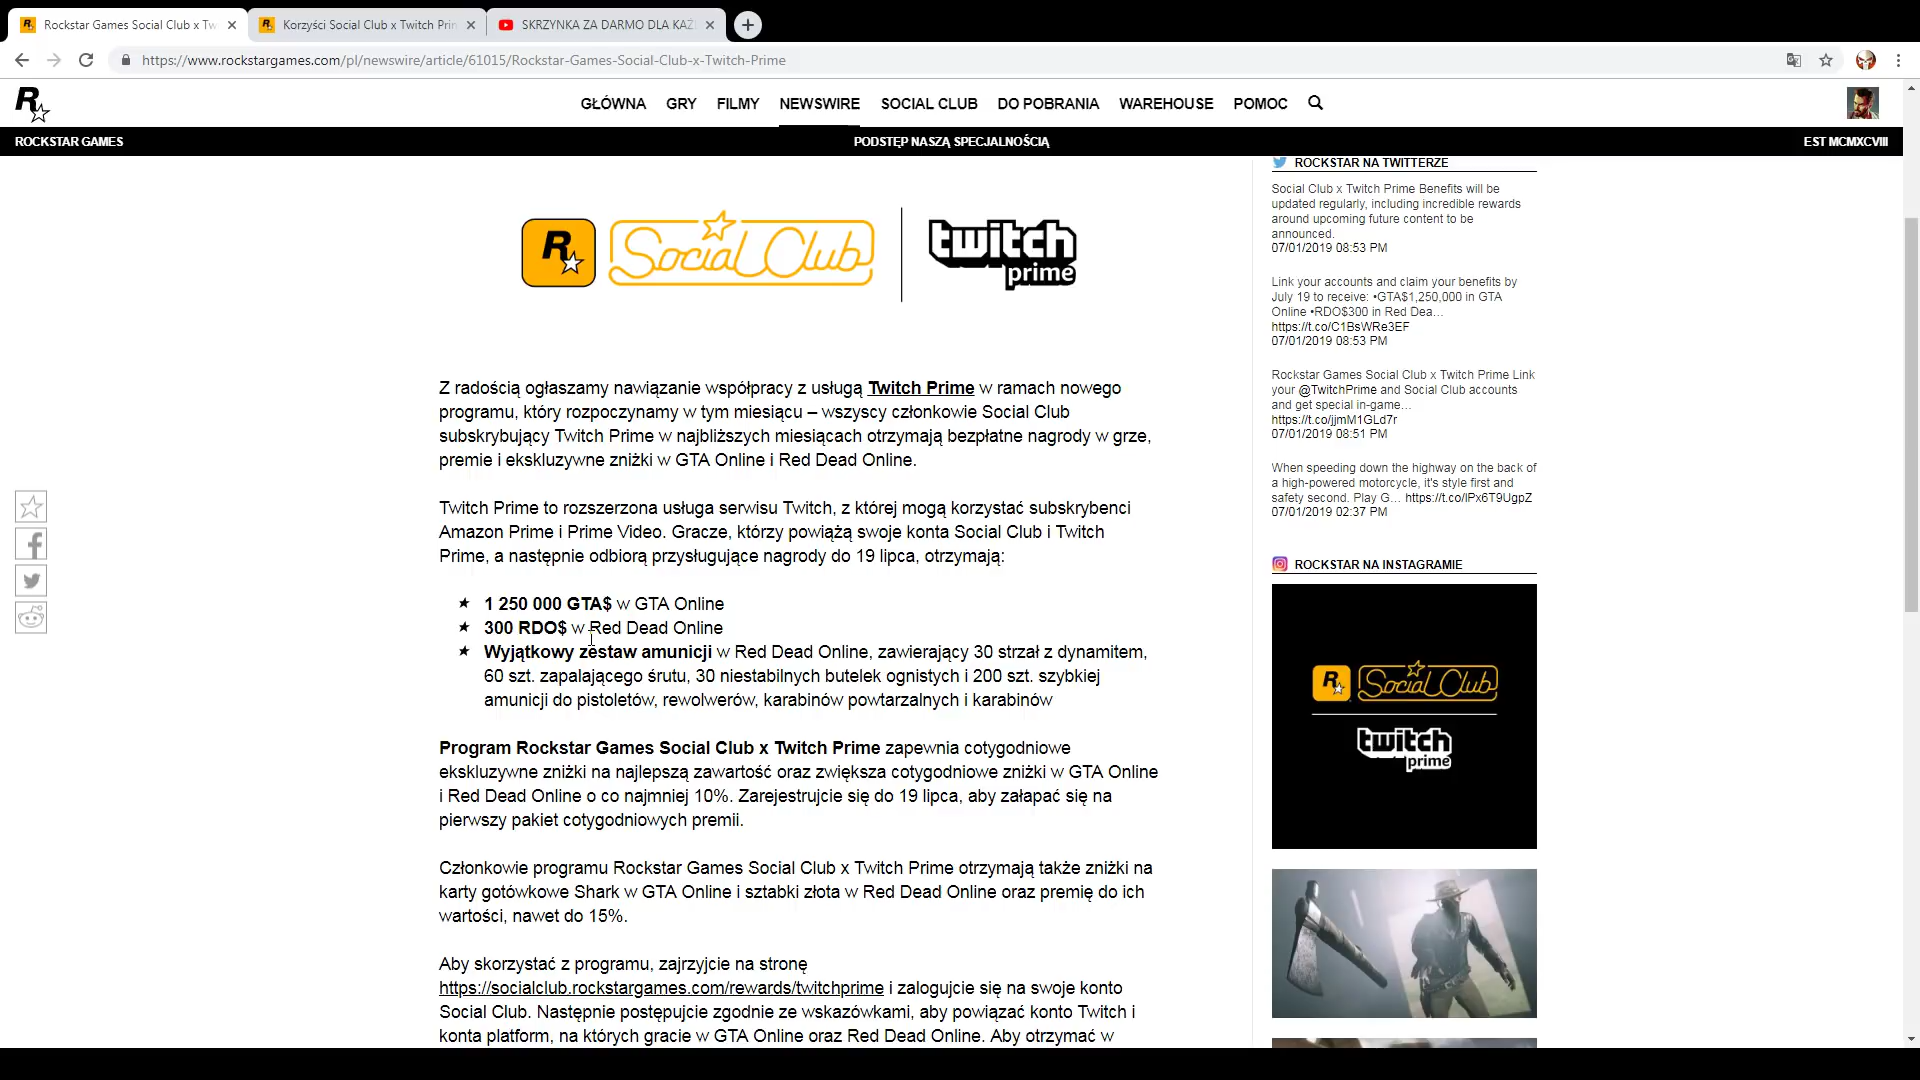 Rockstar Games Social Club x Tw
Korzyści Social Club x Twitch Prim
SKRZYNKA ZA DARMO DLA KAŻ
https://www.rockstargames.com/pl/newswire/article/61015/Rockstar-Games-Social-Club-x-Twitch-Prime
GŁÓWNA GRY FILMY NEWSWIRE SOCIAL CLUB DO POBRANIA WAREHOUSE POMOC
ROCKSTAR GAMES PODSTĘP NASZĄ SPECJALNOŚCIĄ EST MCMXCVIII
R Social Club twitch prime
Z radością ogłaszamy nawiązanie współpracy z usługą Twitch Prime w ramach nowego
programu, który rozpoczynamy w tym miesiącu – wszyscy członkowie Social Club
subskrybujący Twitch Prime w najbliższych miesiącach otrzymają bezpłatne nagrody w grze,
premie i ekskluzywne zniżki w GTA Online i Red Dead Online.
Twitch Prime to rozszerzona usługa serwisu Twitch, z której mogą korzystać subskrybenci
Amazon Prime i Prime Video. Gracze, którzy powiążą swoje konta Social Club i Twitch
Prime, a następnie odbiorą przysługujące nagrody do 19 lipca, otrzymają:
1 250 000 GTA$ w GTA Online
300 RDO$ w Red Dead Online
Wyjątkowy zestaw amunicji w Red Dead Online, zawierający 30 strzał z dynamitem,
60 szt. zapalającego śrutu, 30 niestabilnych butelek ognistych i 200 szt. szybkiej
amunicji do pistoletów, rewolwerów, karabinów powtarzalnych i karabinów
Program Rockstar Games Social Club x Twitch Prime zapewnia cotygodniowe
ekskluzywne zniżki na najlepszą zawartość oraz zwiększa cotygodniowe zniżki w GTA Online
i Red Dead Online o co najmniej 10%. Zarejestrujcie się do 19 lipca, aby załapać się na
pierwszy pakiet cotygodniowych premii.
Członkowie programu Rockstar Games Social Club x Twitch Prime otrzymają także zniżki na
karty gotówkowe Shark w GTA Online i sztabki złota w Red Dead Online oraz premię do ich
wartości, nawet do 15%.
Aby skorzystać z programu, zajrzyjcie na stronę
https://socialclub.rockstargames.com/rewards/twitchprime i zalogujcie się na swoje konto
Social Club. Następnie postępujcie zgodnie ze wskazówkami, aby powiązać konto Twitch i
konta platform, na których gracie w GTA Online oraz Red Dead Online. Aby otrzymać w
ROCKSTAR NA TWITTERZE
Social Club x Twitch Prime Benefits will be
updated regularly, including incredible rewards
around upcoming future content to be
announced.
07/01/2019 08:53 PM
Link your accounts and claim your benefits by
July 19 to receive: •GTA$1,250,000 in GTA
Online •RDO$300 in Red Dea…
https://t.co/C1BsWRe3EF
07/01/2019 08:53 PM
Rockstar Games Social Club x Twitch Prime Link
your @TwitchPrime and Social Club accounts
and get special in-game…
https://t.co/jjmM1GLd7r
07/01/2019 08:51 PM
When speeding down the highway on the back of
a high-powered motorcycle, it's style first and
safety second. Play G… https://t.co/lPx6T9UgpZ
07/01/2019 02:37 PM
ROCKSTAR NA INSTAGRAMIE
R Social Club
twitch
prime